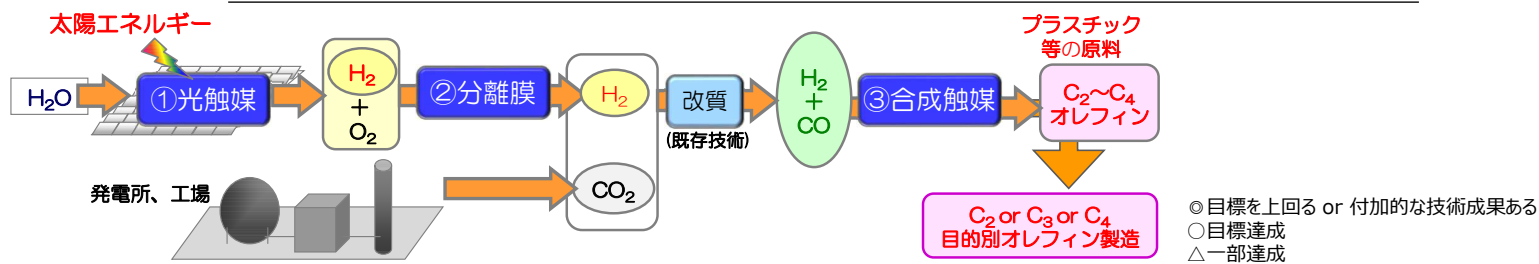 太陽エネルギー
H₂O
①光触媒
H₂
+
O₂
②分離膜
H₂
CO₂
発電所、工場
改質
(既存技術)
H₂
+
CO
③合成触媒
プラスチック
等の原料
C₂～C₄
オレフィン
C₂ or C₃ or C₄
目的別オレフィン製造
◎目標を上回る or 付加的な技術成果ある
○目標達成
△一部達成